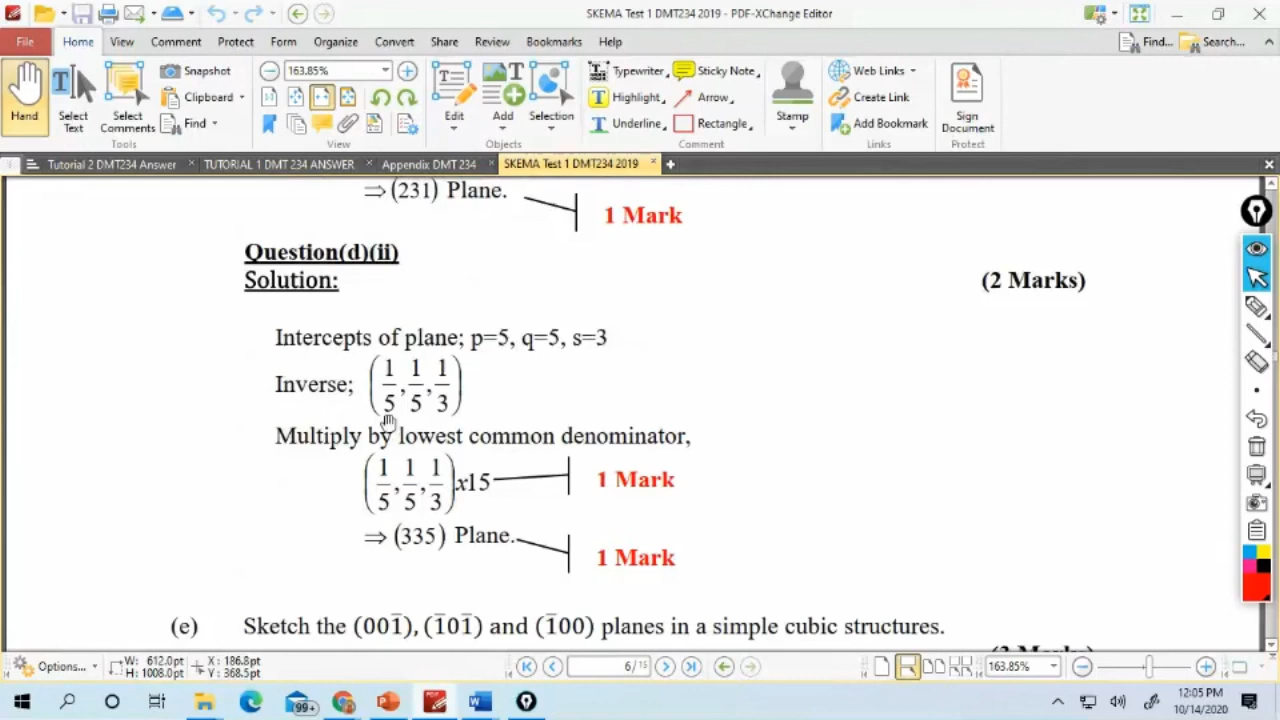 SKEMA Test 1 DMT234 2019 - PDF-XChange Editor
File Home View Comment Protect Form Organize Convert Share Review Bookmarks Help Find... Search...
Hand
Select Text
Select Comments
Snapshot
Clipboard
Find
Tools
163.85%
View
Edit
Add
Selection
Objects
Typewriter
Highlight
Underline
Sticky Note
Arrow
Rectangle
Comment
Stamp
Web Links
Create Link
Add Bookmark
Links
Sign Document
Protect
Tutorial 2 DMT234 Answer TUTORIAL 1 DMT 234 ANSWER Appendix DMT 234 SKEMA Test 1 DMT234 2019
⇒ (231) Plane.
1 Mark
Question(d)(ii)
Solution:
(2 Marks)
Intercepts of plane; p=5, q=5, s=3
Inverse; (1/5, 1/5, 1/3)
Multiply by lowest common denominator,
(1/5, 1/5, 1/3)x15 1 Mark
⇒ (335) Plane.
1 Mark
(e) Sketch the (001̅), (1̅01̅) and (1̅00) planes in a simple cubic structures.
Options... W: 612.0pt X: 186.8pt
H: 1008.0pt Y: 368.5pt
6 / 15
163.85%
99+
12:05 PM
10/14/2020